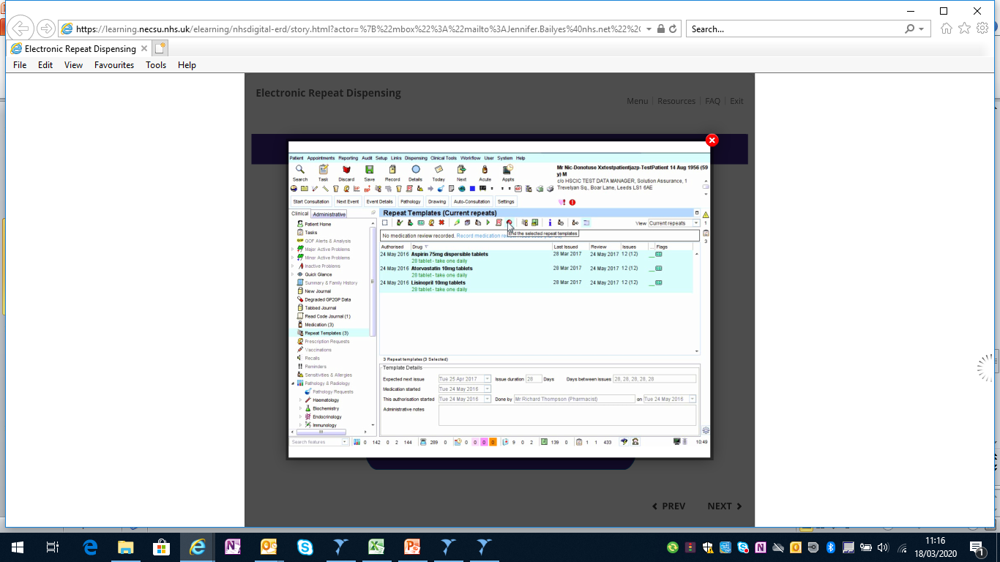 https://learning.necsu.nhs.uk/elearning/nhsdigital-erd/story.html?actor=%7B%22mbox%22%3A%22mailto%3AJennifer.Bailyes%40nhs.net%22%2
Search...
Electronic Repeat Dispensing
File Edit View Favourites Tools Help
Electronic Repeat Dispensing
Menu Resources FAQ Exit
Patient Appointments Reporting Audit Setup Links Dispensing Clinical Tools Workflow User System Help
Search Task Discard Save Record Details Today Next Acute Appts
Mr Nic-Donotuse Xxtestpatientjazp-TestPatient 14 Aug 1956 (59
y) M
c/o HSCIC TEST DATA MANAGER, Solution Assurance, 1
Trevelyan Sq., Boar Lane, Leeds LS1 6AE
Start Consultation Next Event Event Details Pathology Drawing Auto-Consultation Settings
Clinical Administrative
Patient Home
Tasks
QOF Alerts & Analysis
Major Active Problems
Minor Active Problems
Inactive Problems
Quick Glance
Summary & Family History
New Journal
Degraded GP2GP Data
Tabbed Journal
Read Code Journal (1)
Medication (3)
Repeat Templates (3)
Prescription Requests
Vaccinations
Recalls
Reminders
Sensitivities & Allergies
Pathology & Radiology
Pathology Requests
Haematology
Biochemistry
Endocrinology
Immunology
Search features
Repeat Templates (Current repeats)
View Current repeats
End the selected repeat templates
No medication review recorded. Record medication
Authorised Drug Last Issued Review Issues ... Flags
24 May 2016 Aspirin 75mg dispersible tablets 28 Mar 2017 24 May 2017 12 (12)
28 tablet - take one daily
24 May 2016 Atorvastatin 10mg tablets 28 Mar 2017 24 May 2017 12 (12)
28 tablet - take one daily
24 May 2016 Lisinopril 10mg tablets 28 Mar 2017 24 May 2017 12 (12)
28 tablet - take one daily
1
3
3 Repeat templates (3 Selected)
Template Details
Expected next issue Tue 25 Apr 2017 Issue duration 28 Days Days between issues 28, 28, 28, 28, 28
Medication started Tue 24 May 2016
This authorisation started Tue 24 May 2016 Done by Mr Richard Thompson (Pharmacist) on Tue 24 May 2016
Administrative notes
0 142 0 2 144 289 0 0 0 0 0 9 0 2 139 0 1 1 433 10:49
PREV NEXT
11:16
18/03/2020
1